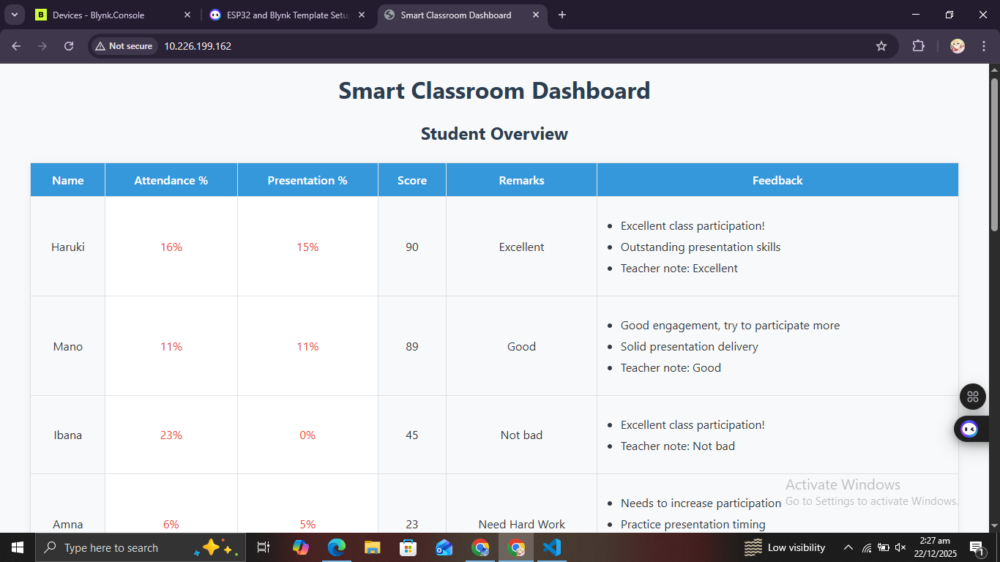 Devices - Blynk.Console
ESP32 and Blynk Template Setu
Smart Classroom Dashboard
Not secure
10.226.199.162
Smart Classroom Dashboard
Student Overview
Name Attendance % Presentation % Score Remarks Feedback
Haruki 16% 15% 90 Excellent
Excellent class participation!
Outstanding presentation skills
Teacher note: Excellent
Mano 11% 11% 89 Good
Good engagement, try to participate more
Solid presentation delivery
Teacher note: Good
Ibana 23% 0% 45 Not bad
Excellent class participation!
Teacher note: Not bad
Amna 6% 5% 23 Need Hard Work
Needs to increase participation
Practice presentation timing
Activate Windows
Go to Settings to activate Windows.
Type here to search
Low visibility
2:27 am
22/12/2025
1